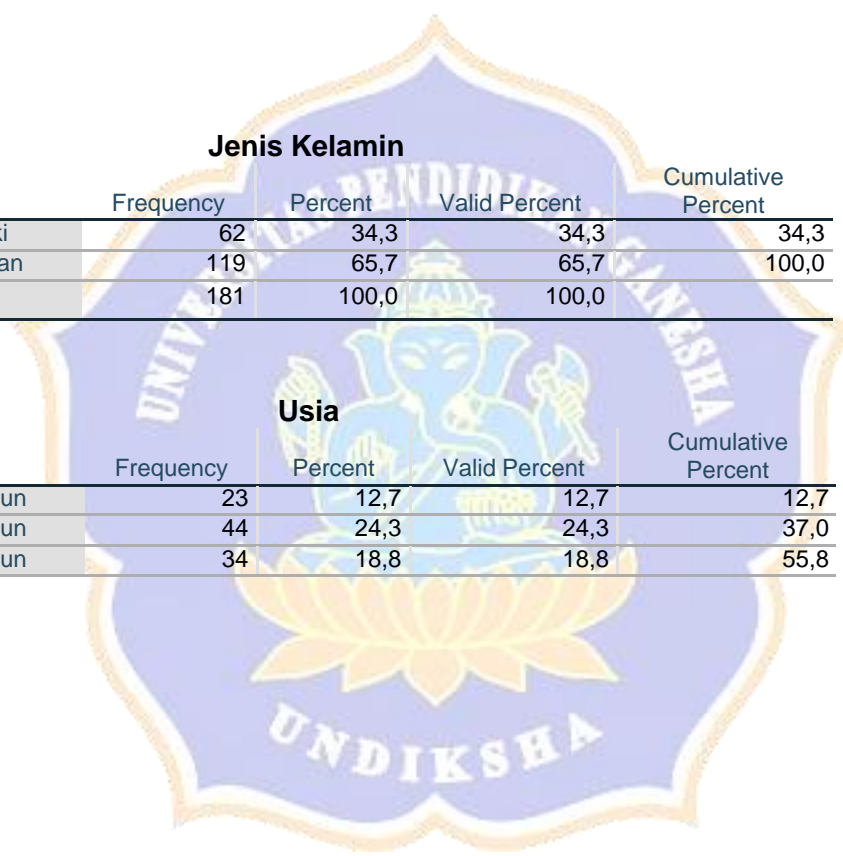 Jenis Kelamin
Frequency Percent Valid Percent Cumulative Percent
ki 62 34,3 34,3 34,3
an 119 65,7 65,7 100,0
181 100,0 100,0
Usia
Frequency Percent Valid Percent Cumulative Percent
un 23 12,7 12,7 12,7
un 44 24,3 24,3 37,0
un 34 18,8 18,8 55,8
UNIVERSITAS PENDIDIKAN GANESHA
UNDIKSHA